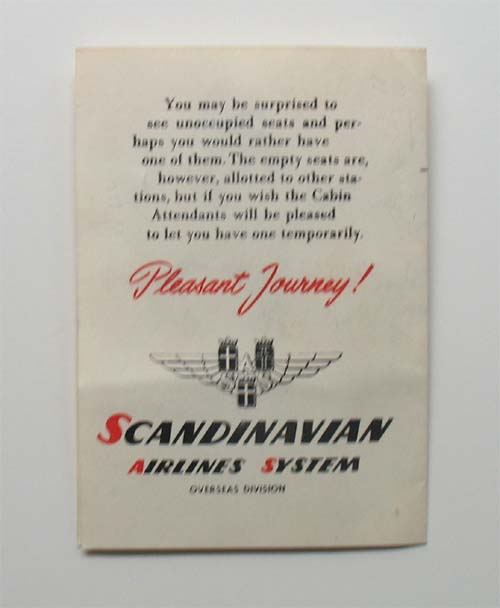 You may be surprised to
see unoccupied seats and per-
haps you would rather have
one of them. The empty seats are,
however, allotted to other sta-
tions, but if you wish the Cabin
Attendants will be pleased
to let you have one temporarily.
Pleasant Journey!
SCANDINAVIAN
AIRLINES SYSTEM
OVERSEAS DIVISION